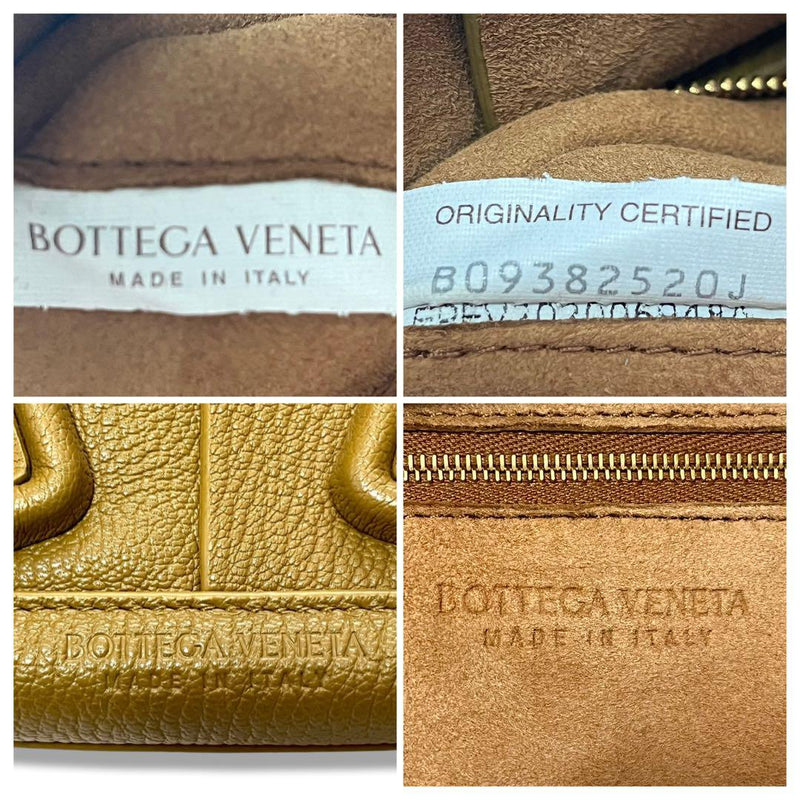 BOTTEGA VENETA
MADE IN ITALY
ORIGINALITY CERTIFIED
B09382520J
BOTTEGA VENETA
MADE IN ITALY
BOTTEGA VENETA
MADE IN ITALY